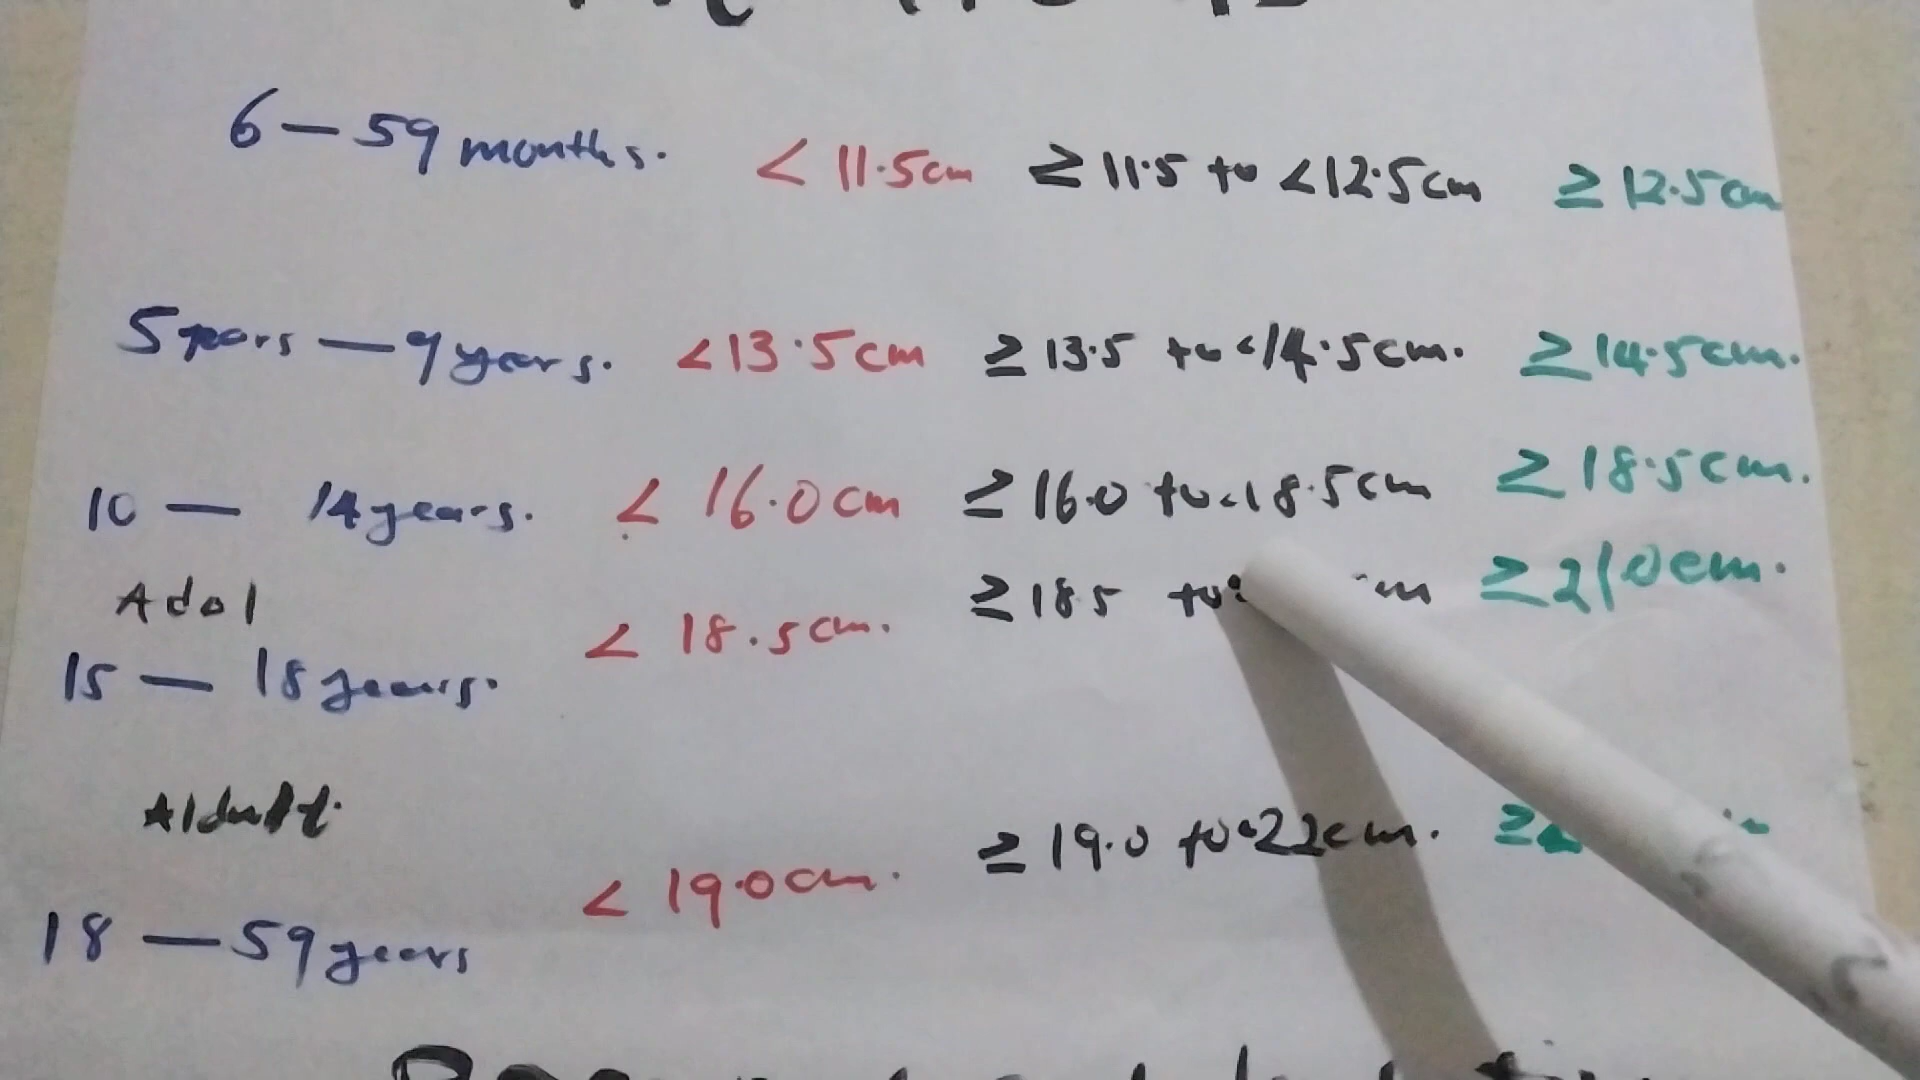 6 – 59 months. < 11.5cm ≥ 11.5 to <12.5cm ≥ 12.5cm
5 years – 9 years. <13.5cm ≥ 13.5 to <14.5cm. ≥ 14.5cm.
10 – 14 years. < 16.0cm ≥ 16.0 to <18.5cm ≥ 18.5cm.
Adol
15 – 18 years. < 18.5cm. ≥ 18.5 to ≥ 21.0cm.
18 – 59 years < 19.0cm. ≥ 19.0 to <22cm. ≥